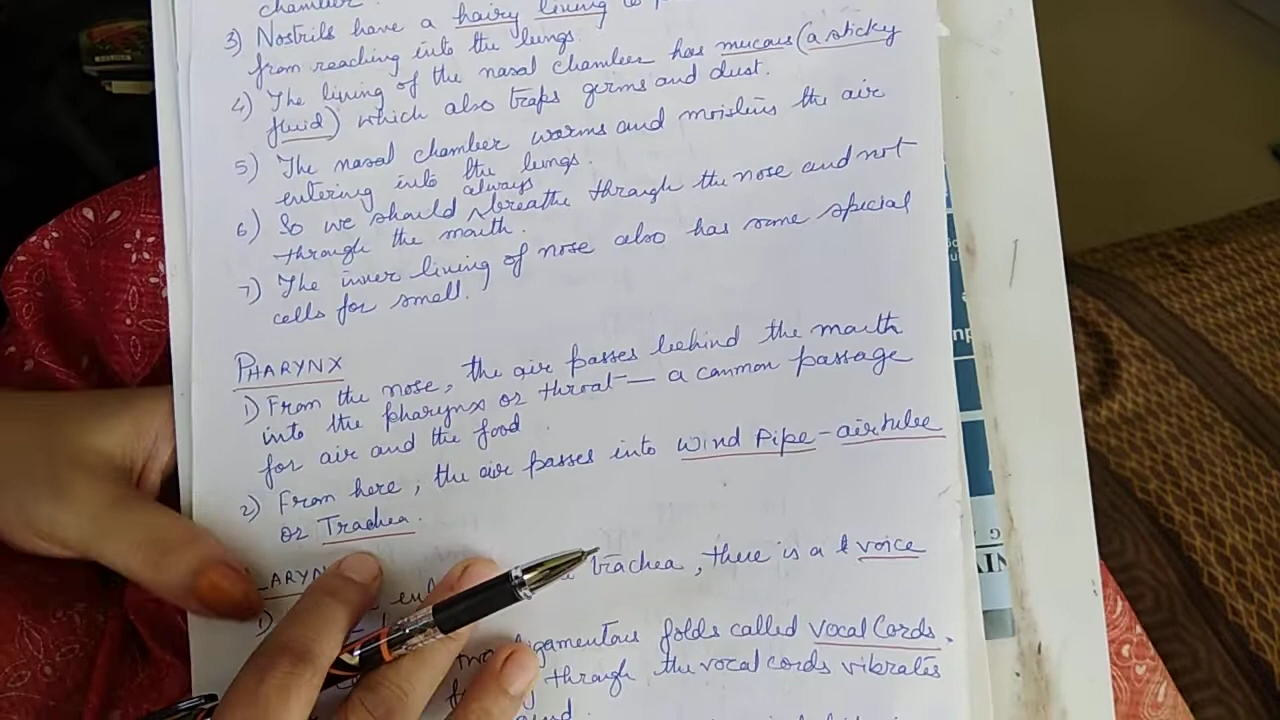 chamber.
3) Nostrils have a hairy lining to
from reaching into the lungs.
4) The lining of the nasal chamber has mucous (a sticky
fluid) which also traps germs and dust.
5) The nasal chamber warms and moistens the air
entering into the lungs.
always
6) So we should breathe through the nose and not
through the mouth.
7) The inner lining of nose also has some special
cells for smell.
PHARYNX
1) From the nose, the air passes behind the mouth
into the pharynx or throat — a common passage
for air and the food.
2) From here, the air passes into wind Pipe - airtube
or Trachea.
LARYN
1) trachea, there is a voice
two ligamentous folds called Vocal Cords.
through the vocal cords vibrates